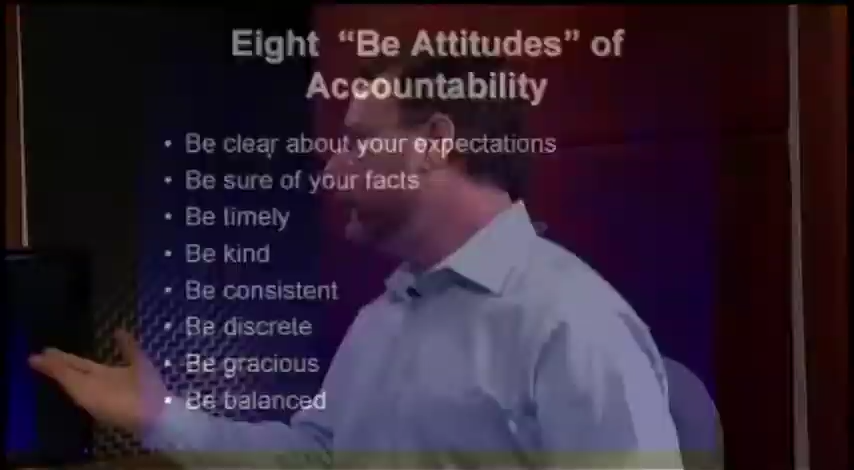 Eight “Be Attitudes” of
Accountability
• Be clear about your expectations
• Be sure of your facts
• Be timely
• Be kind
• Be consistent
• Be discrete
• Be gracious
• Be balanced